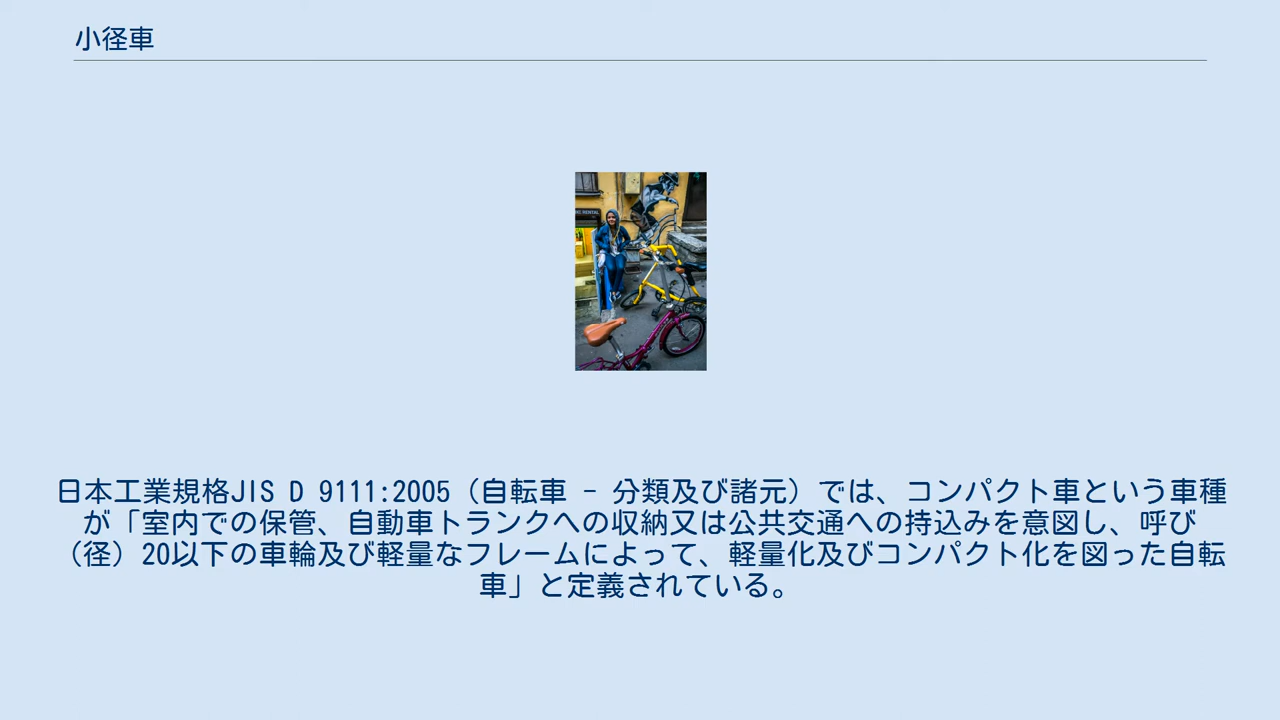 小径車
日本工業規格JIS D 9111:2005（自転車 − 分類及び諸元）では、コンパクト車という車種
が「室内での保管、自動車トランクへの収納又は公共交通への持込みを意図し、呼び
（径）20以下の車輪及び軽量なフレームによって、軽量化及びコンパクト化を図った自転
車」と定義されている。